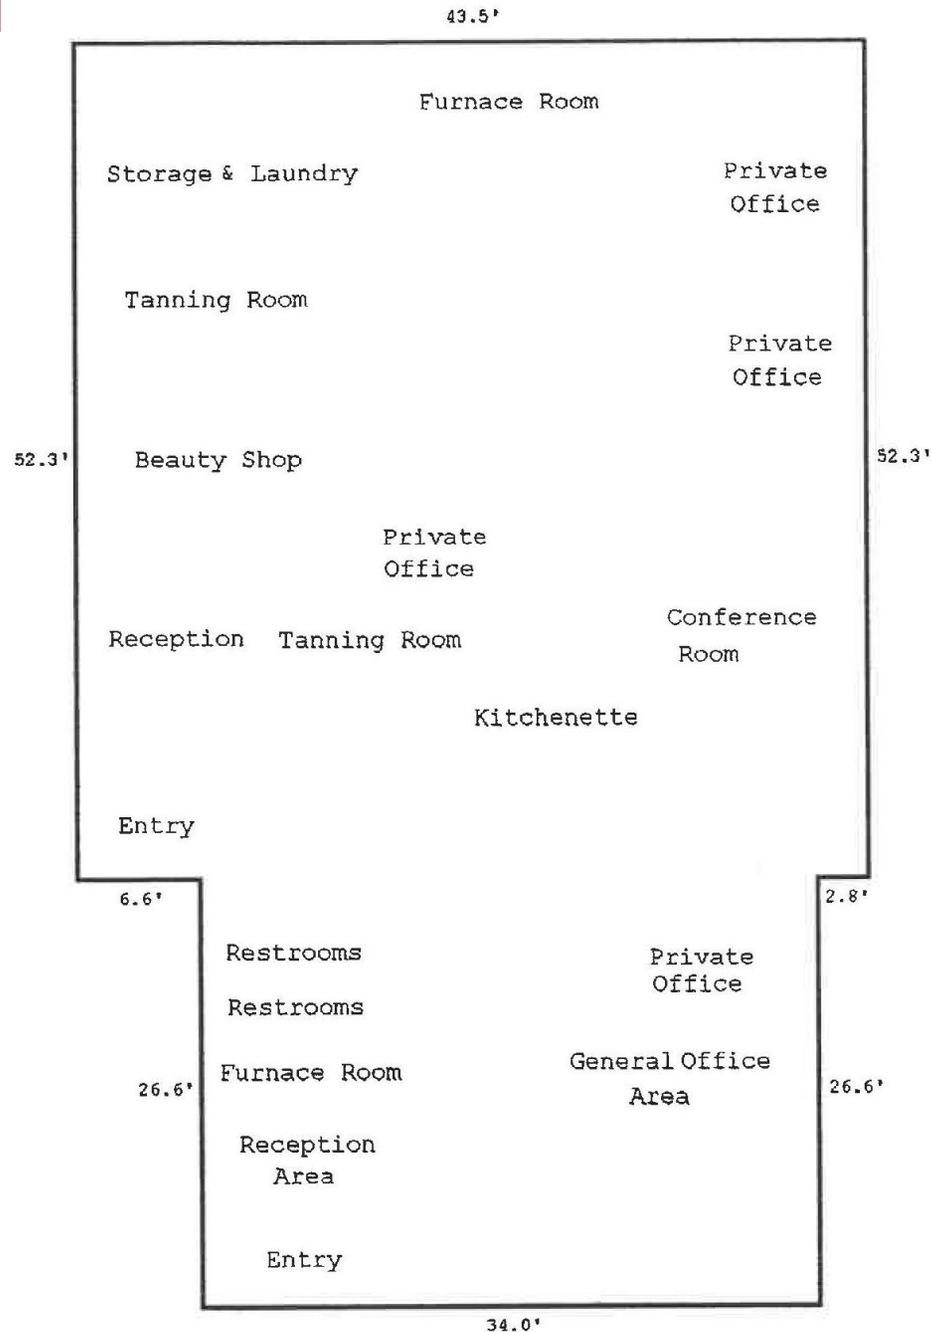 43.5'
Furnace Room
Storage & Laundry
Private
Office
Tanning Room
Private
Office
52.3'
Beauty Shop
52.3'
Private
Office
Conference
Room
Reception
Tanning Room
Kitchenette
Entry
6.6'
2.8'
Restrooms
Private
Office
Restrooms
General Office
Area
Furnace Room
26.6'
26.6'
Reception
Area
Entry
34.0'